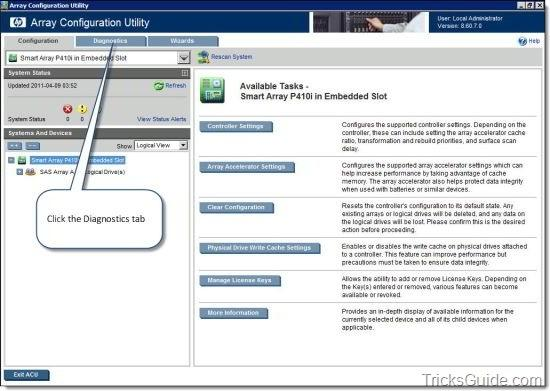 Array Configuration Utility
hp Array Configuration Utility
User: Local Administrator
Version: 8.60.7.0
Configuration Diagnostics Wizards
Help
Smart Array P410i in Embedded Slot
Rescan System
System Status
Updated 2011-04-09 03:52 Refresh
System Status 0 0 View Status Alerts
Systems And Devices
Show Logical View
Smart Array P410i Embedded Slot
SAS Array A Logical Drive(s)
Click the Diagnostics tab
Available Tasks -
Smart Array P410i in Embedded Slot
Controller Settings
Configures the supported controller settings. Depending on the
controller, these can include setting the array accelerator cache
ratio, transformation and rebuild priorities, and surface scan
delay.
Array Accelerator Settings
Configures the supported array accelerator settings which can
help increase performance by taking advantage of cache
memory. The array accelerator also helps protect data integrity
when used with batteries or similar devices.
Clear Configuration
Resets the controller's configuration to its default state. Any
existing arrays or logical drives will be deleted, and any data on
the logical drives will be lost. Please confirm this is the desired
action before proceeding.
Physical Drive Write Cache Settings
Enables or disables the write cache on physical drives attached
to a controller. This feature can improve performance but
precautions must be taken to ensure data integrity.
Manage License Keys
Allows the ability to add or remove License Keys. Depending on
the Key(s) entered or removed, various features can become
available or revoked.
More Information
Provides an in-depth display of available information for the
currently selected device and all of its child devices when
applicable.
Exit ACU
TricksGuide.com